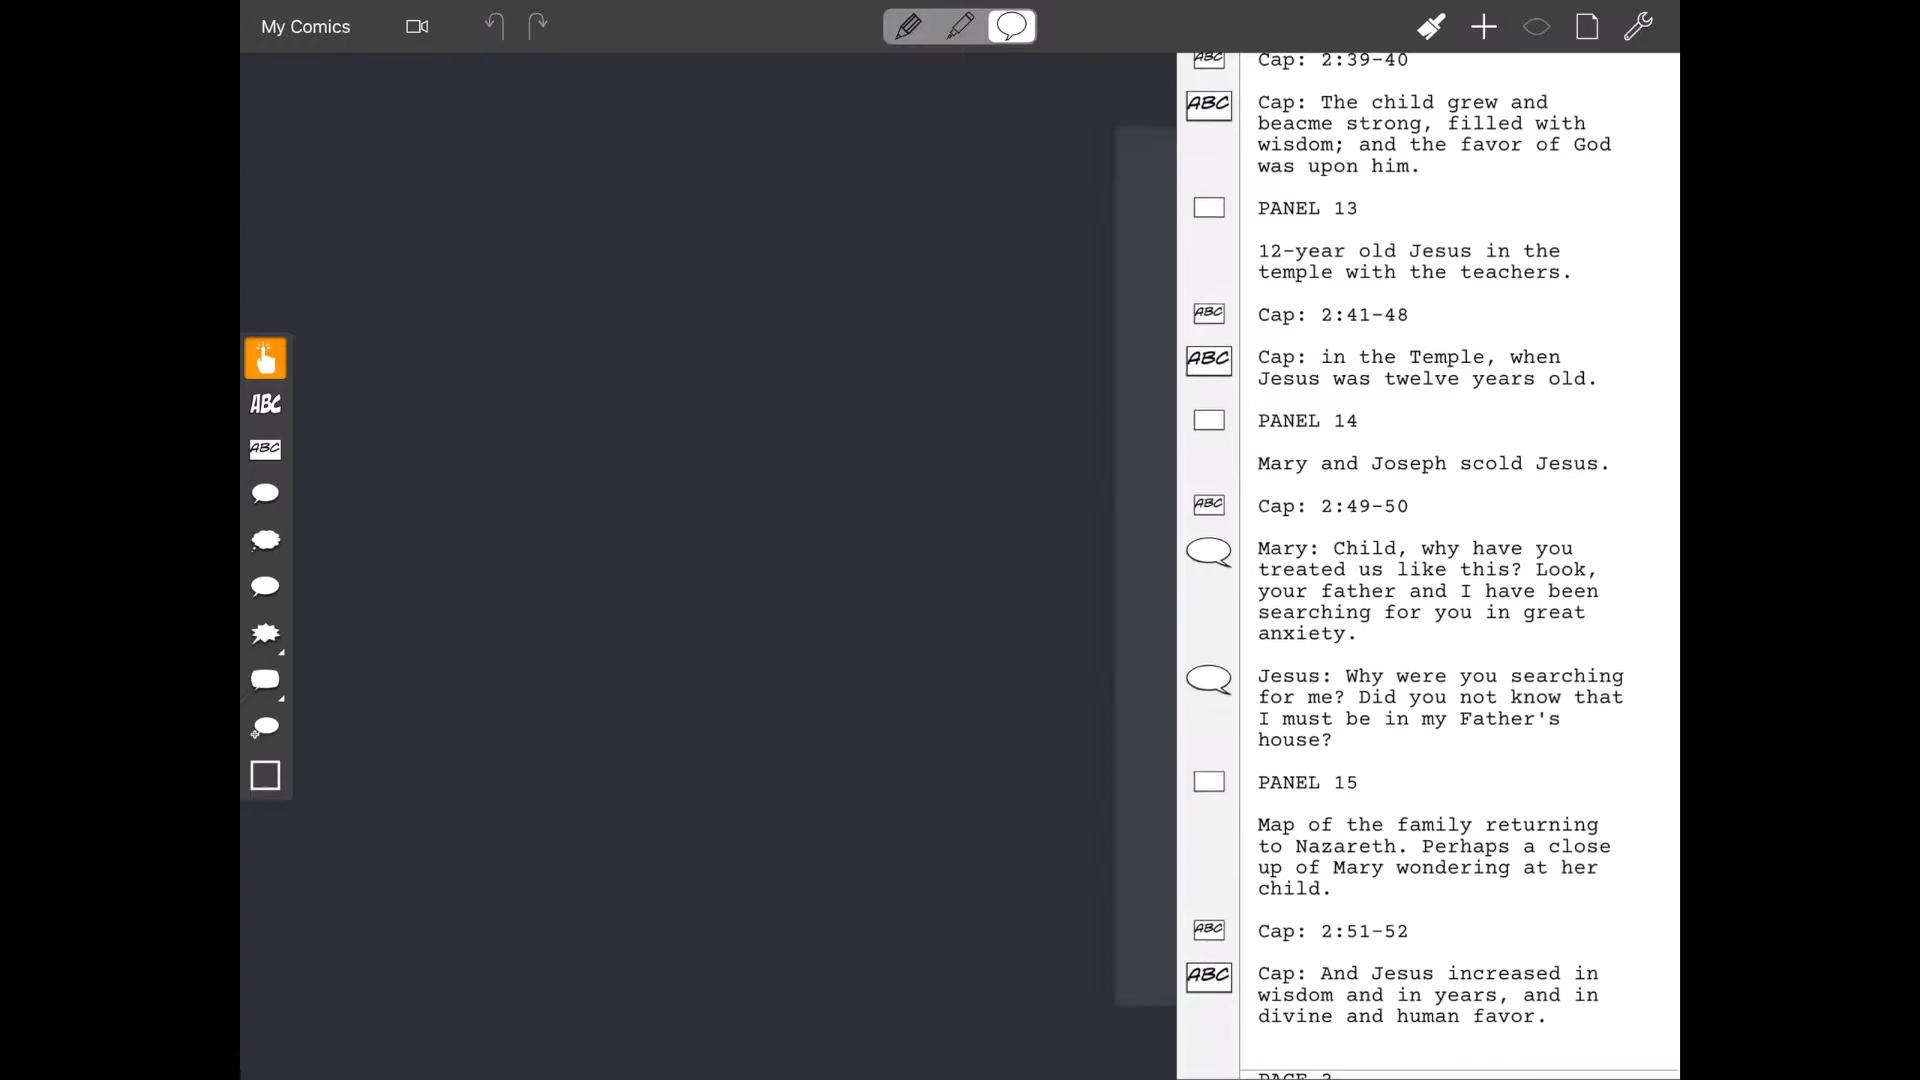 My Comics
ABC
ABC
ABC
Cap: 2:39-40
ABC
Cap: The child grew and
beacme strong, filled with
wisdom; and the favor of God
was upon him.
PANEL 13
12-year old Jesus in the
temple with the teachers.
ABC
Cap: 2:41-48
ABC
Cap: in the Temple, when
Jesus was twelve years old.
PANEL 14
Mary and Joseph scold Jesus.
ABC
Cap: 2:49-50
Mary: Child, why have you
treated us like this? Look,
your father and I have been
searching for you in great
anxiety.
Jesus: Why were you searching
for me? Did you not know that
I must be in my Father's
house?
PANEL 15
Map of the family returning
to Nazareth. Perhaps a close
up of Mary wondering at her
child.
ABC
Cap: 2:51-52
ABC
Cap: And Jesus increased in
wisdom and in years, and in
divine and human favor.